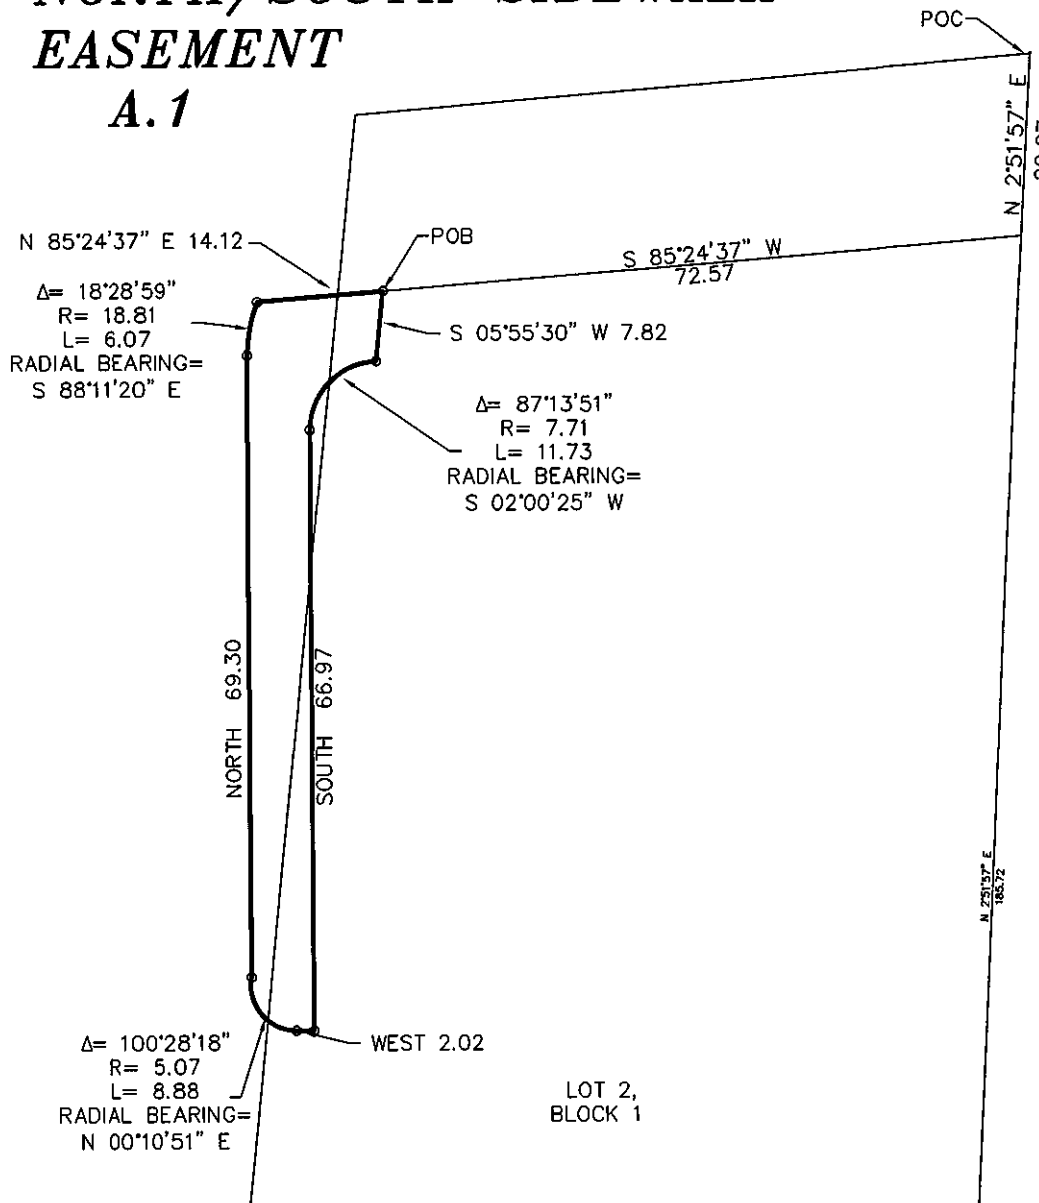 EASEMENT
A.1
POC
N 2°51'57" E
N 85°24'37" E 14.12
POB
S 85°24'37" W
72.57
Δ= 18°28'59"
R= 18.81
L= 6.07
RADIAL BEARING=
S 88°11'20" E
S 05°55'30" W 7.82
Δ= 87°13'51"
R= 7.71
L= 11.73
RADIAL BEARING=
S 02°00'25" W
NORTH 69.30
SOUTH 66.97
N 2°51'57" E
185.72
WEST 2.02
Δ= 100°28'18"
R= 5.07
L= 8.88
RADIAL BEARING=
N 00°10'51" E
LOT 2,
BLOCK 1